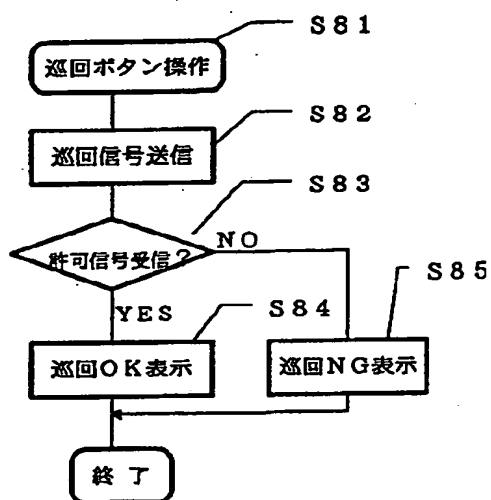 S81
巡回ボタン操作
S82
巡回信号送信
S83
許可信号受信?
NO
S85
YES
S84
巡回OK表示
巡回NG表示
終了